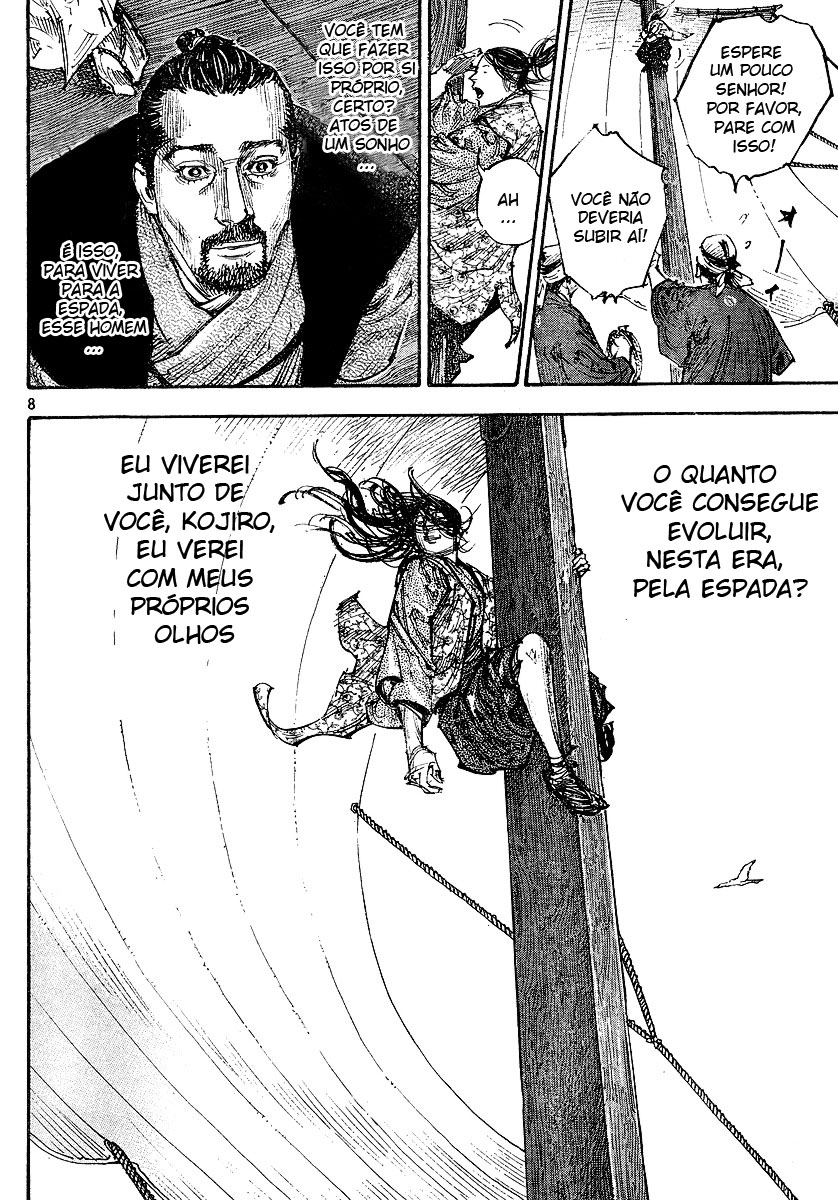 ESPERE
UM POUCO
SENHOR!
POR FAVOR,
PARE COM
ISSO!
VOCÊ NÃO
DEVERIA
SUBIR AÍ!
AH
...
VOCÊ TEM
QUE FAZER
ISSO POR SI
PRÓPRIO,
CERTO?
ATOS DE
UM SONHO
...
É ISSO,
PARA VIVER
PARA A
ESPADA,
ESSE HOMEM
...
8
O QUANTO
VOCÊ CONSEGUE
EVOLUIR,
NESTA ERA,
PELA ESPADA?
EU VIVEREI
JUNTO DE
VOCÊ, KOJIRO,
EU VEREI
COM MEUS
PRÓPRIOS
OLHOS